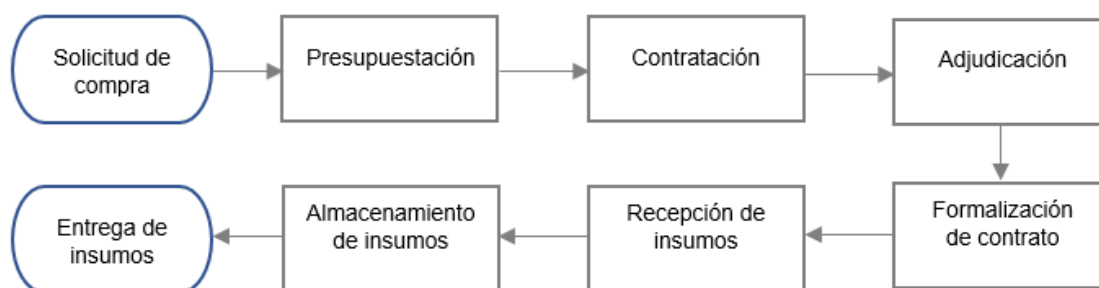 Solicitud de
compra
Presupuestación
Contratación
Adjudicación
Formalización
de contrato
Recepción de
insumos
Almacenamiento
de insumos
Entrega de
insumos